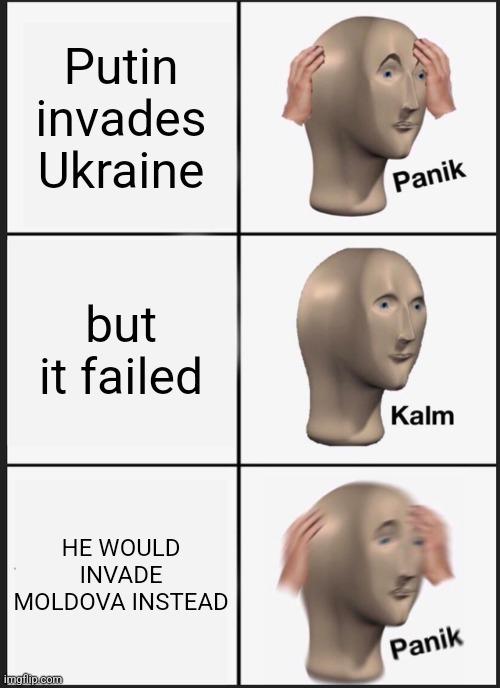 Putin
invades
Ukraine
Panik
but
it failed
Kalm
HE WOULD
INVADE
MOLDOVA INSTEAD
Panik
imgflip.com